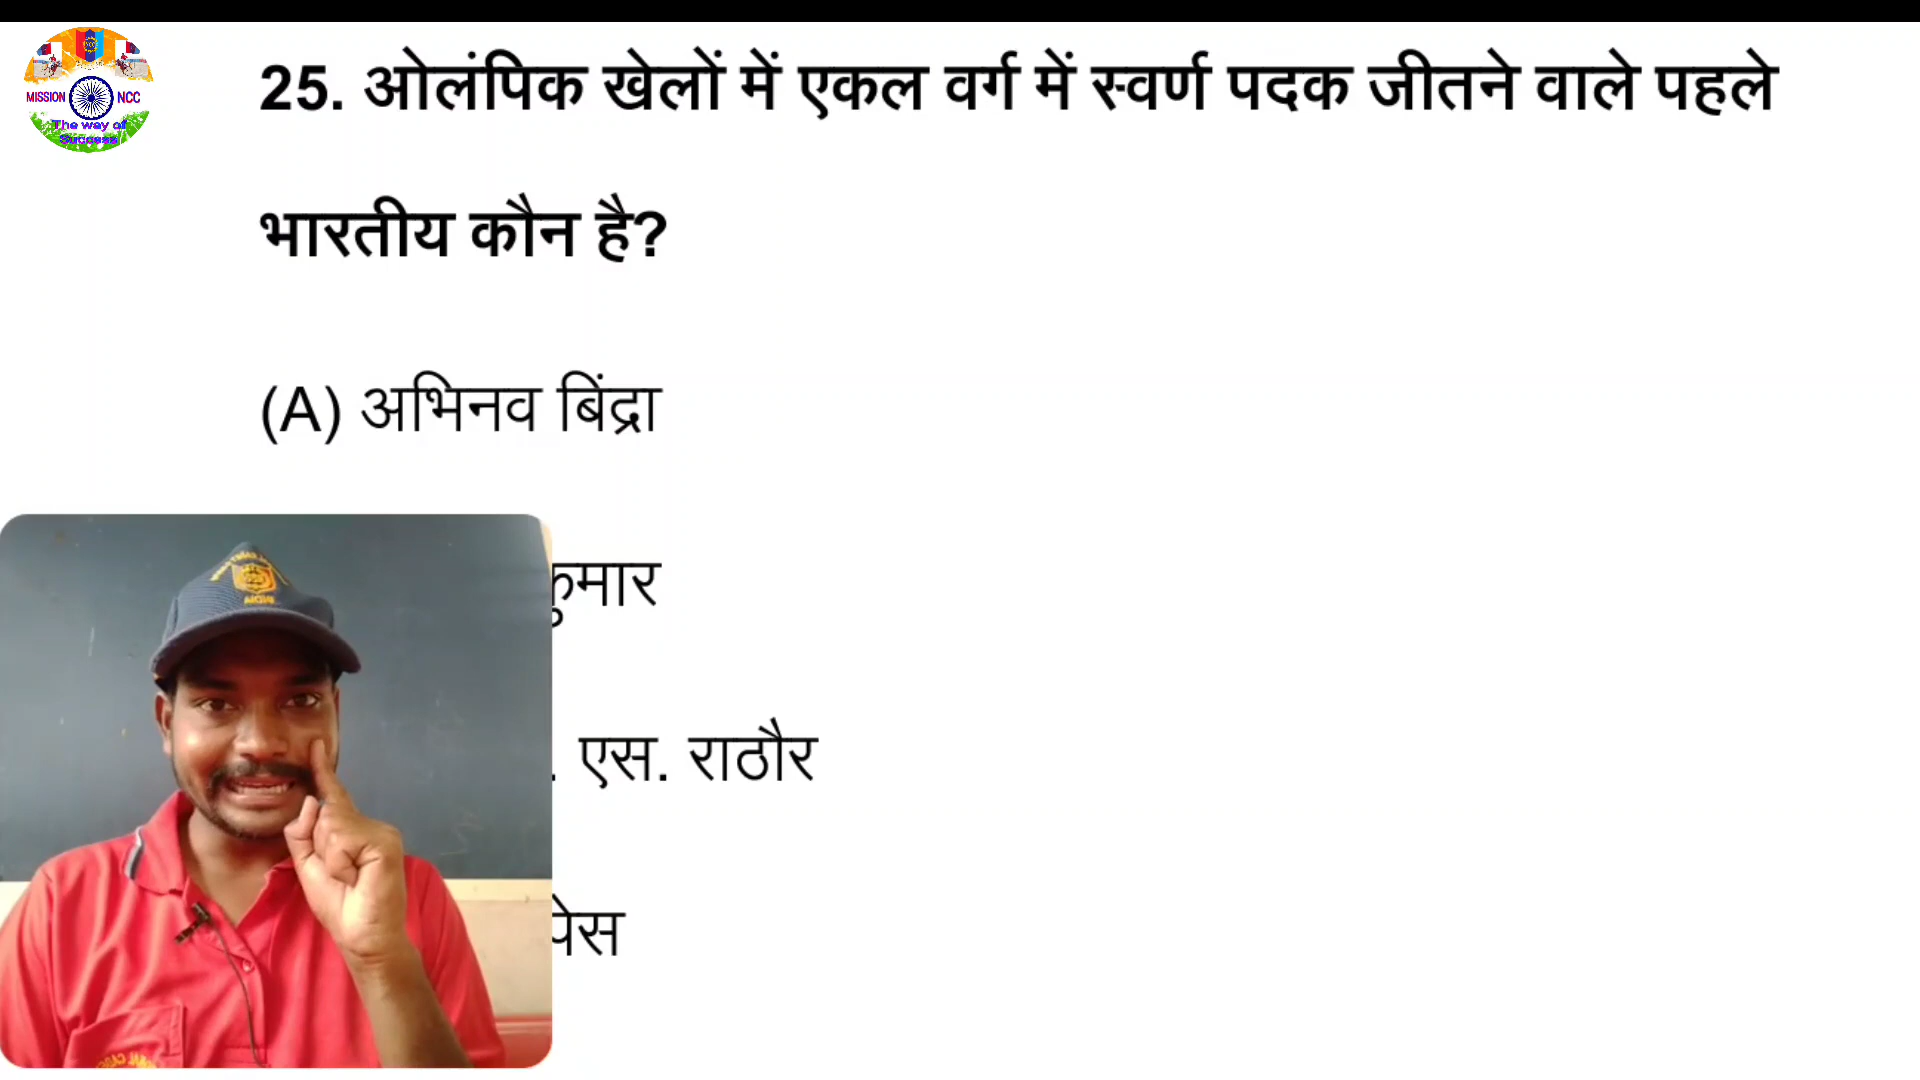 MISSION NCC
The way of
Success
25. ओलंपिक खेलों में एकल वर्ग में स्वर्ण पदक जीतने वाले पहले
भारतीय कौन है?
(A) अभिनव बिंद्रा
कुमार
. एस. राठौर
पेस